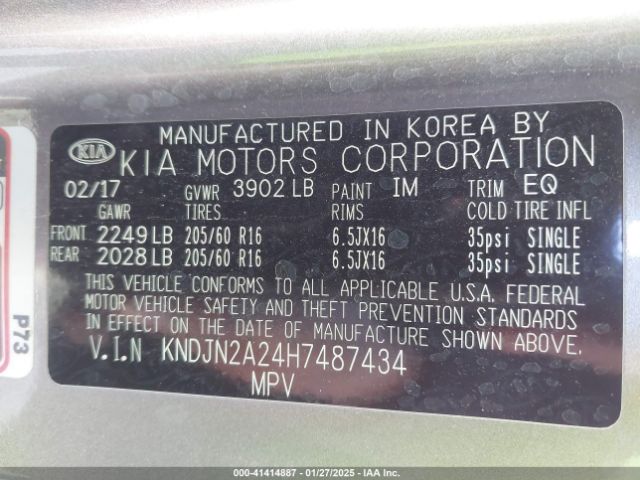 MANUFACTURED IN KOREA BY
KIA KIA MOTORS CORPORATION
02/17 GVWR 3902 LB PAINT IM TRIM EQ
GAWR TIRES RIMS COLD TIRE INFL
FRONT 2249 LB 205/60 R16 6.5JX16 35psi SINGLE
REAR 2028 LB 205/60 R16 6.5JX16 35psi SINGLE
THIS VEHICLE CONFORMS TO ALL APPLICABLE U.S.A. FEDERAL
MOTOR VEHICLE SAFETY AND THEFT PREVENTION STANDARDS
IN EFFECT ON THE DATE OF MANUFACTURE SHOWN ABOVE.
V.I.N KNDJN2A24H7487434
MPV
P73
000-41414887 - 01/27/2025 - IAA Inc.